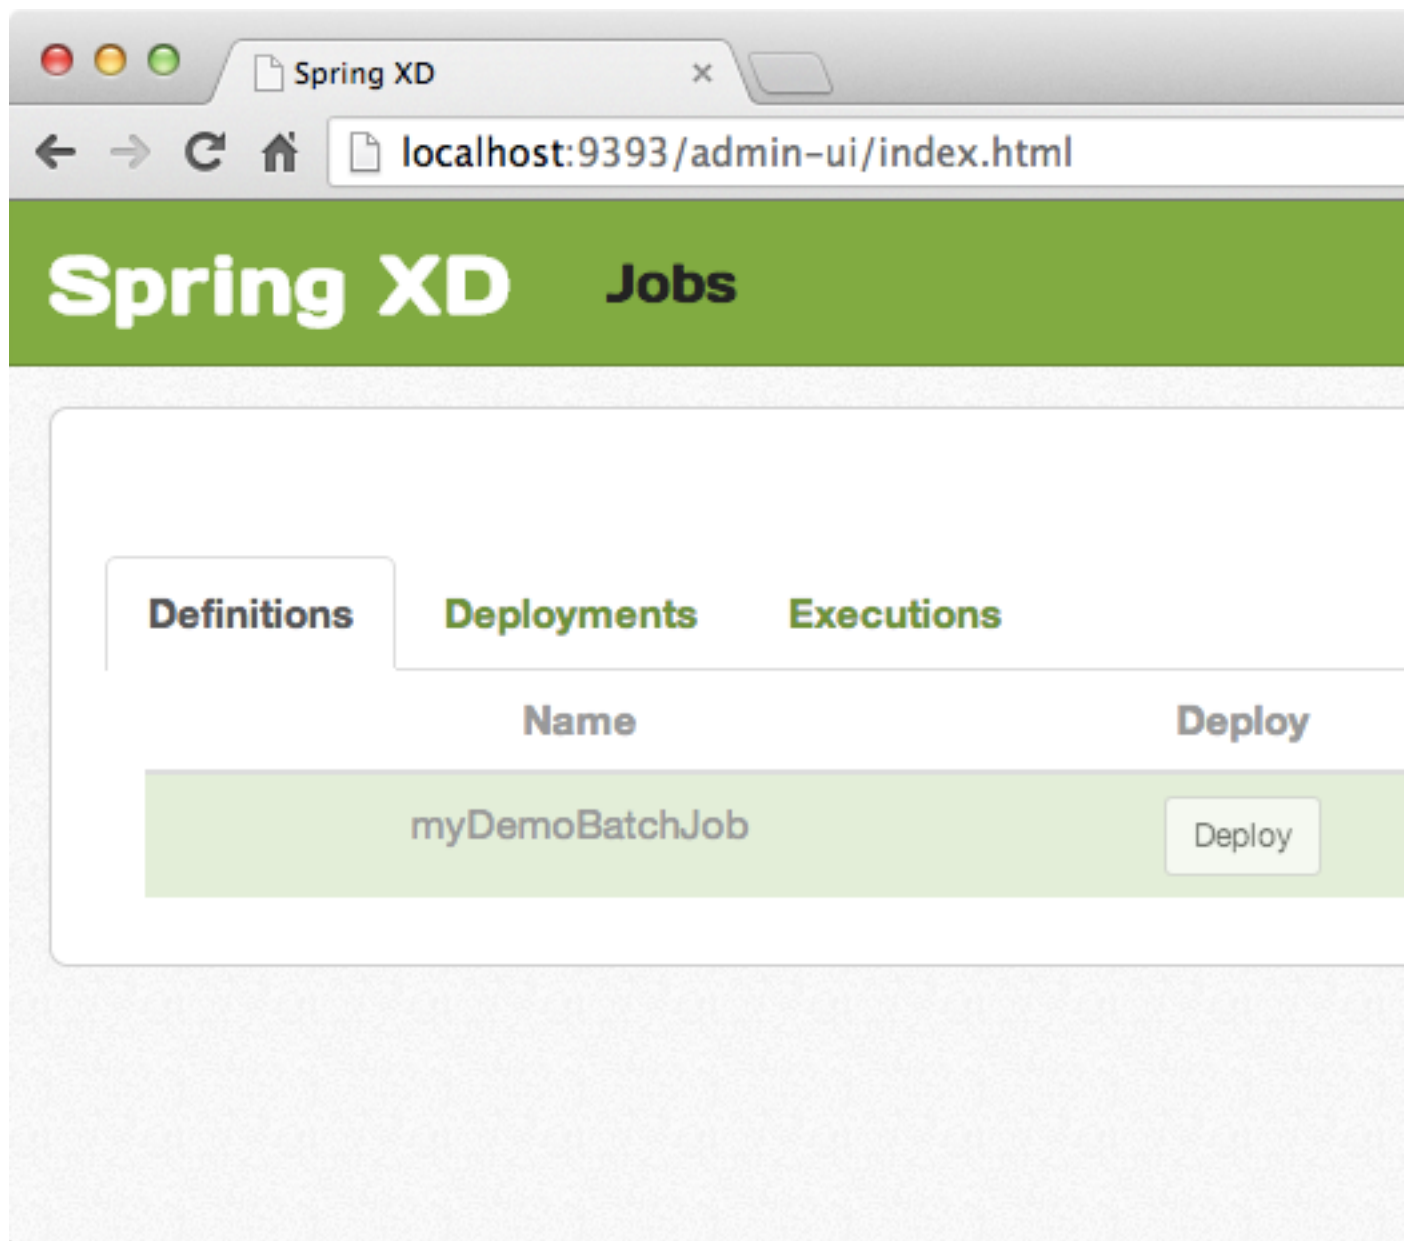 Spring XD
localhost:9393/admin-ui/index.html
Spring XD Jobs
Definitions Deployments Executions
Name Deploy
myDemoBatchJob Deploy